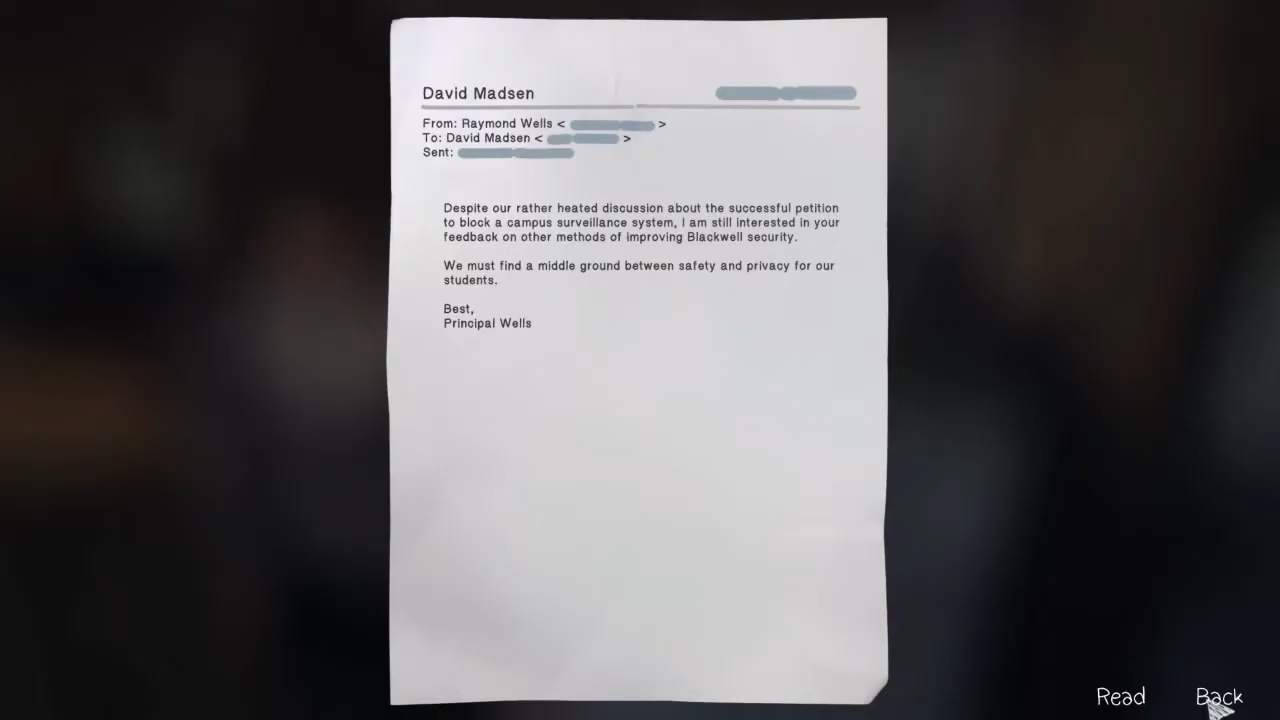 David Madsen
From: Raymond Wells < >
To: David Madsen < >
Sent:
Despite our rather heated discussion about the successful petition
to block a campus surveillance system, I am still interested in your
feedback on other methods of improving Blackwell security.
We must find a middle ground between safety and privacy for our
students.
Best,
Principal Wells
Read Back